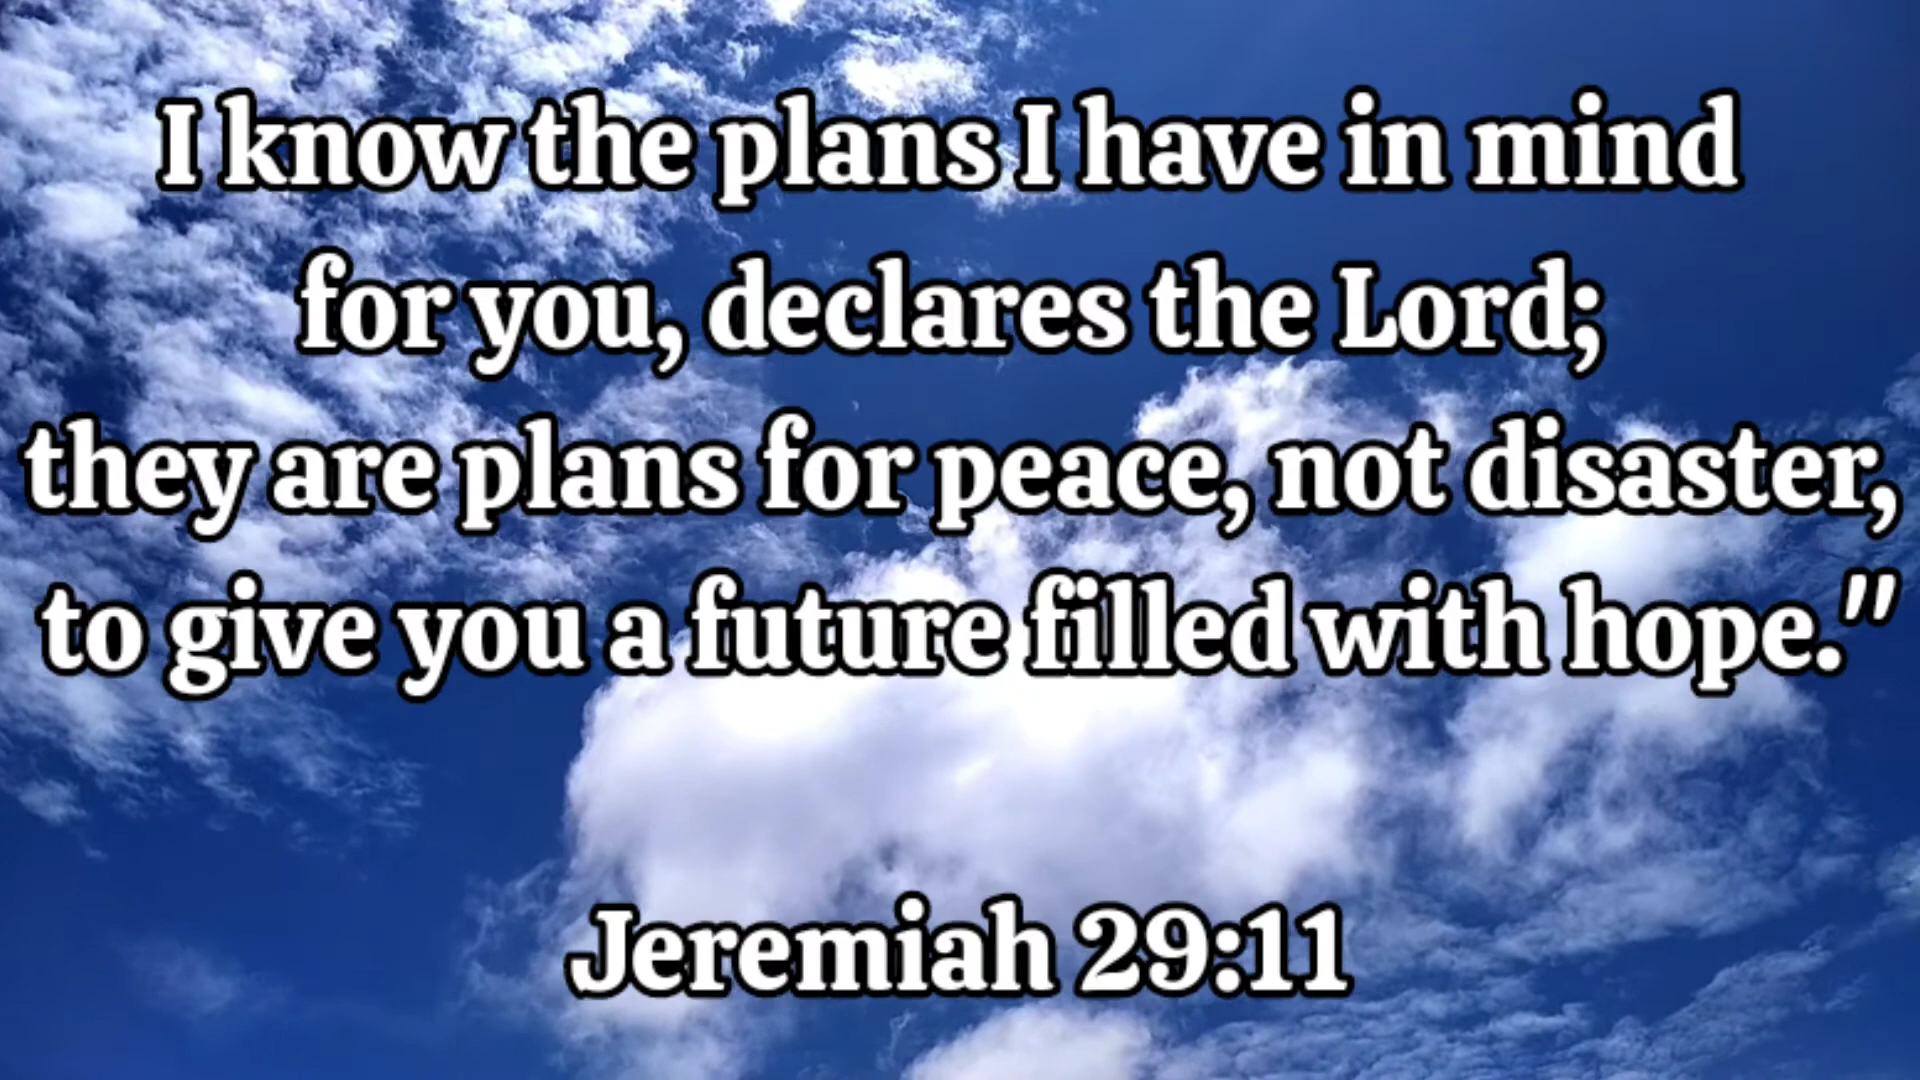 I know the plans I have in mind
for you, declares the Lord;
they are plans for peace, not disaster,
to give you a future filled with hope."
Jeremiah 29:11